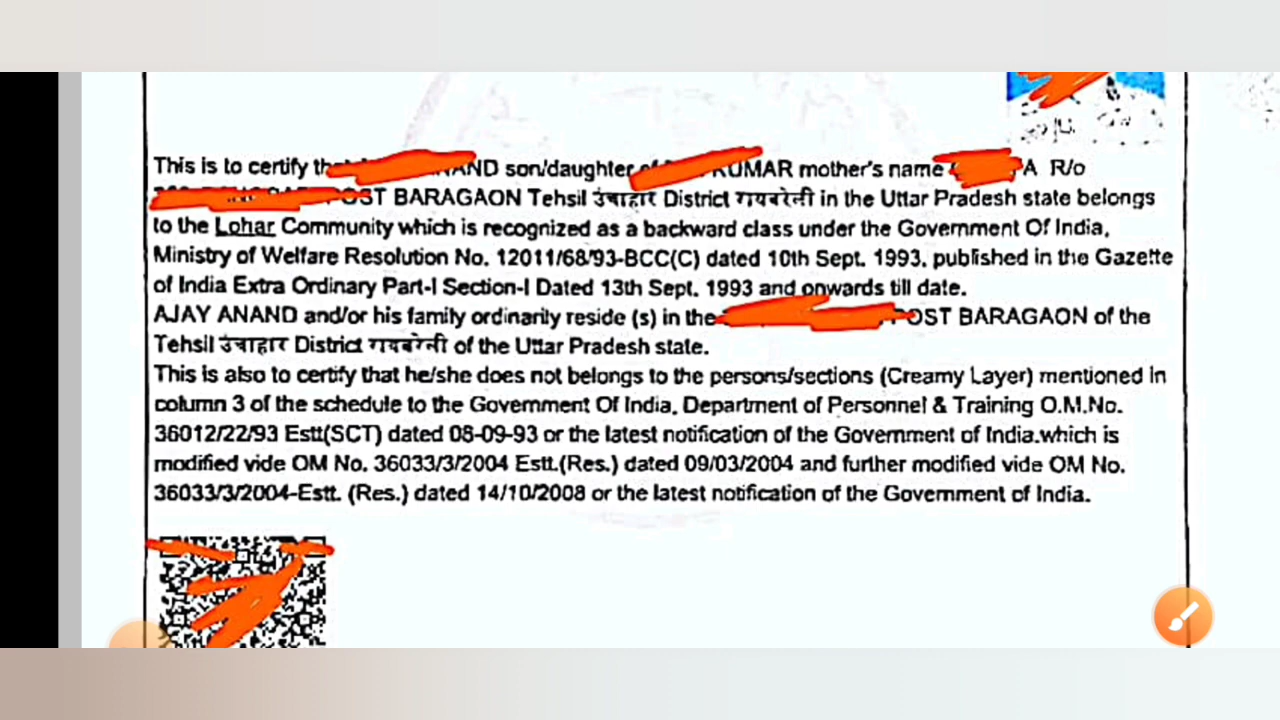 This is to certify ANAND son/daughter KUMAR mother's name A R/o
POST BARAGAON Tehsil ऊंचाहार District रायबरेली in the Uttar Pradesh state belongs
to the Lohar Community which is recognized as a backward class under the Government Of India,
Ministry of Welfare Resolution No. 12011/68/93-BCC(C) dated 10th Sept. 1993, published in the Gazette
of India Extra Ordinary Part-I Section-I Dated 13th Sept. 1993 and onwards till date.
AJAY ANAND and/or his family ordinarily reside (s) in the POST BARAGAON of the
Tehsil ऊंचाहार District रायबरेली of the Uttar Pradesh state.
This is also to certify that he/she does not belongs to the persons/sections (Creamy Layer) mentioned in
column 3 of the schedule to the Government Of India, Department of Personnel & Training O.M.No.
36012/22/93 Estt(SCT) dated 08-09-93 or the latest notification of the Government of India.which is
modified vide OM No. 36033/3/2004 Estt.(Res.) dated 09/03/2004 and further modified vide OM No.
36033/3/2004-Estt. (Res.) dated 14/10/2008 or the latest notification of the Government of India.